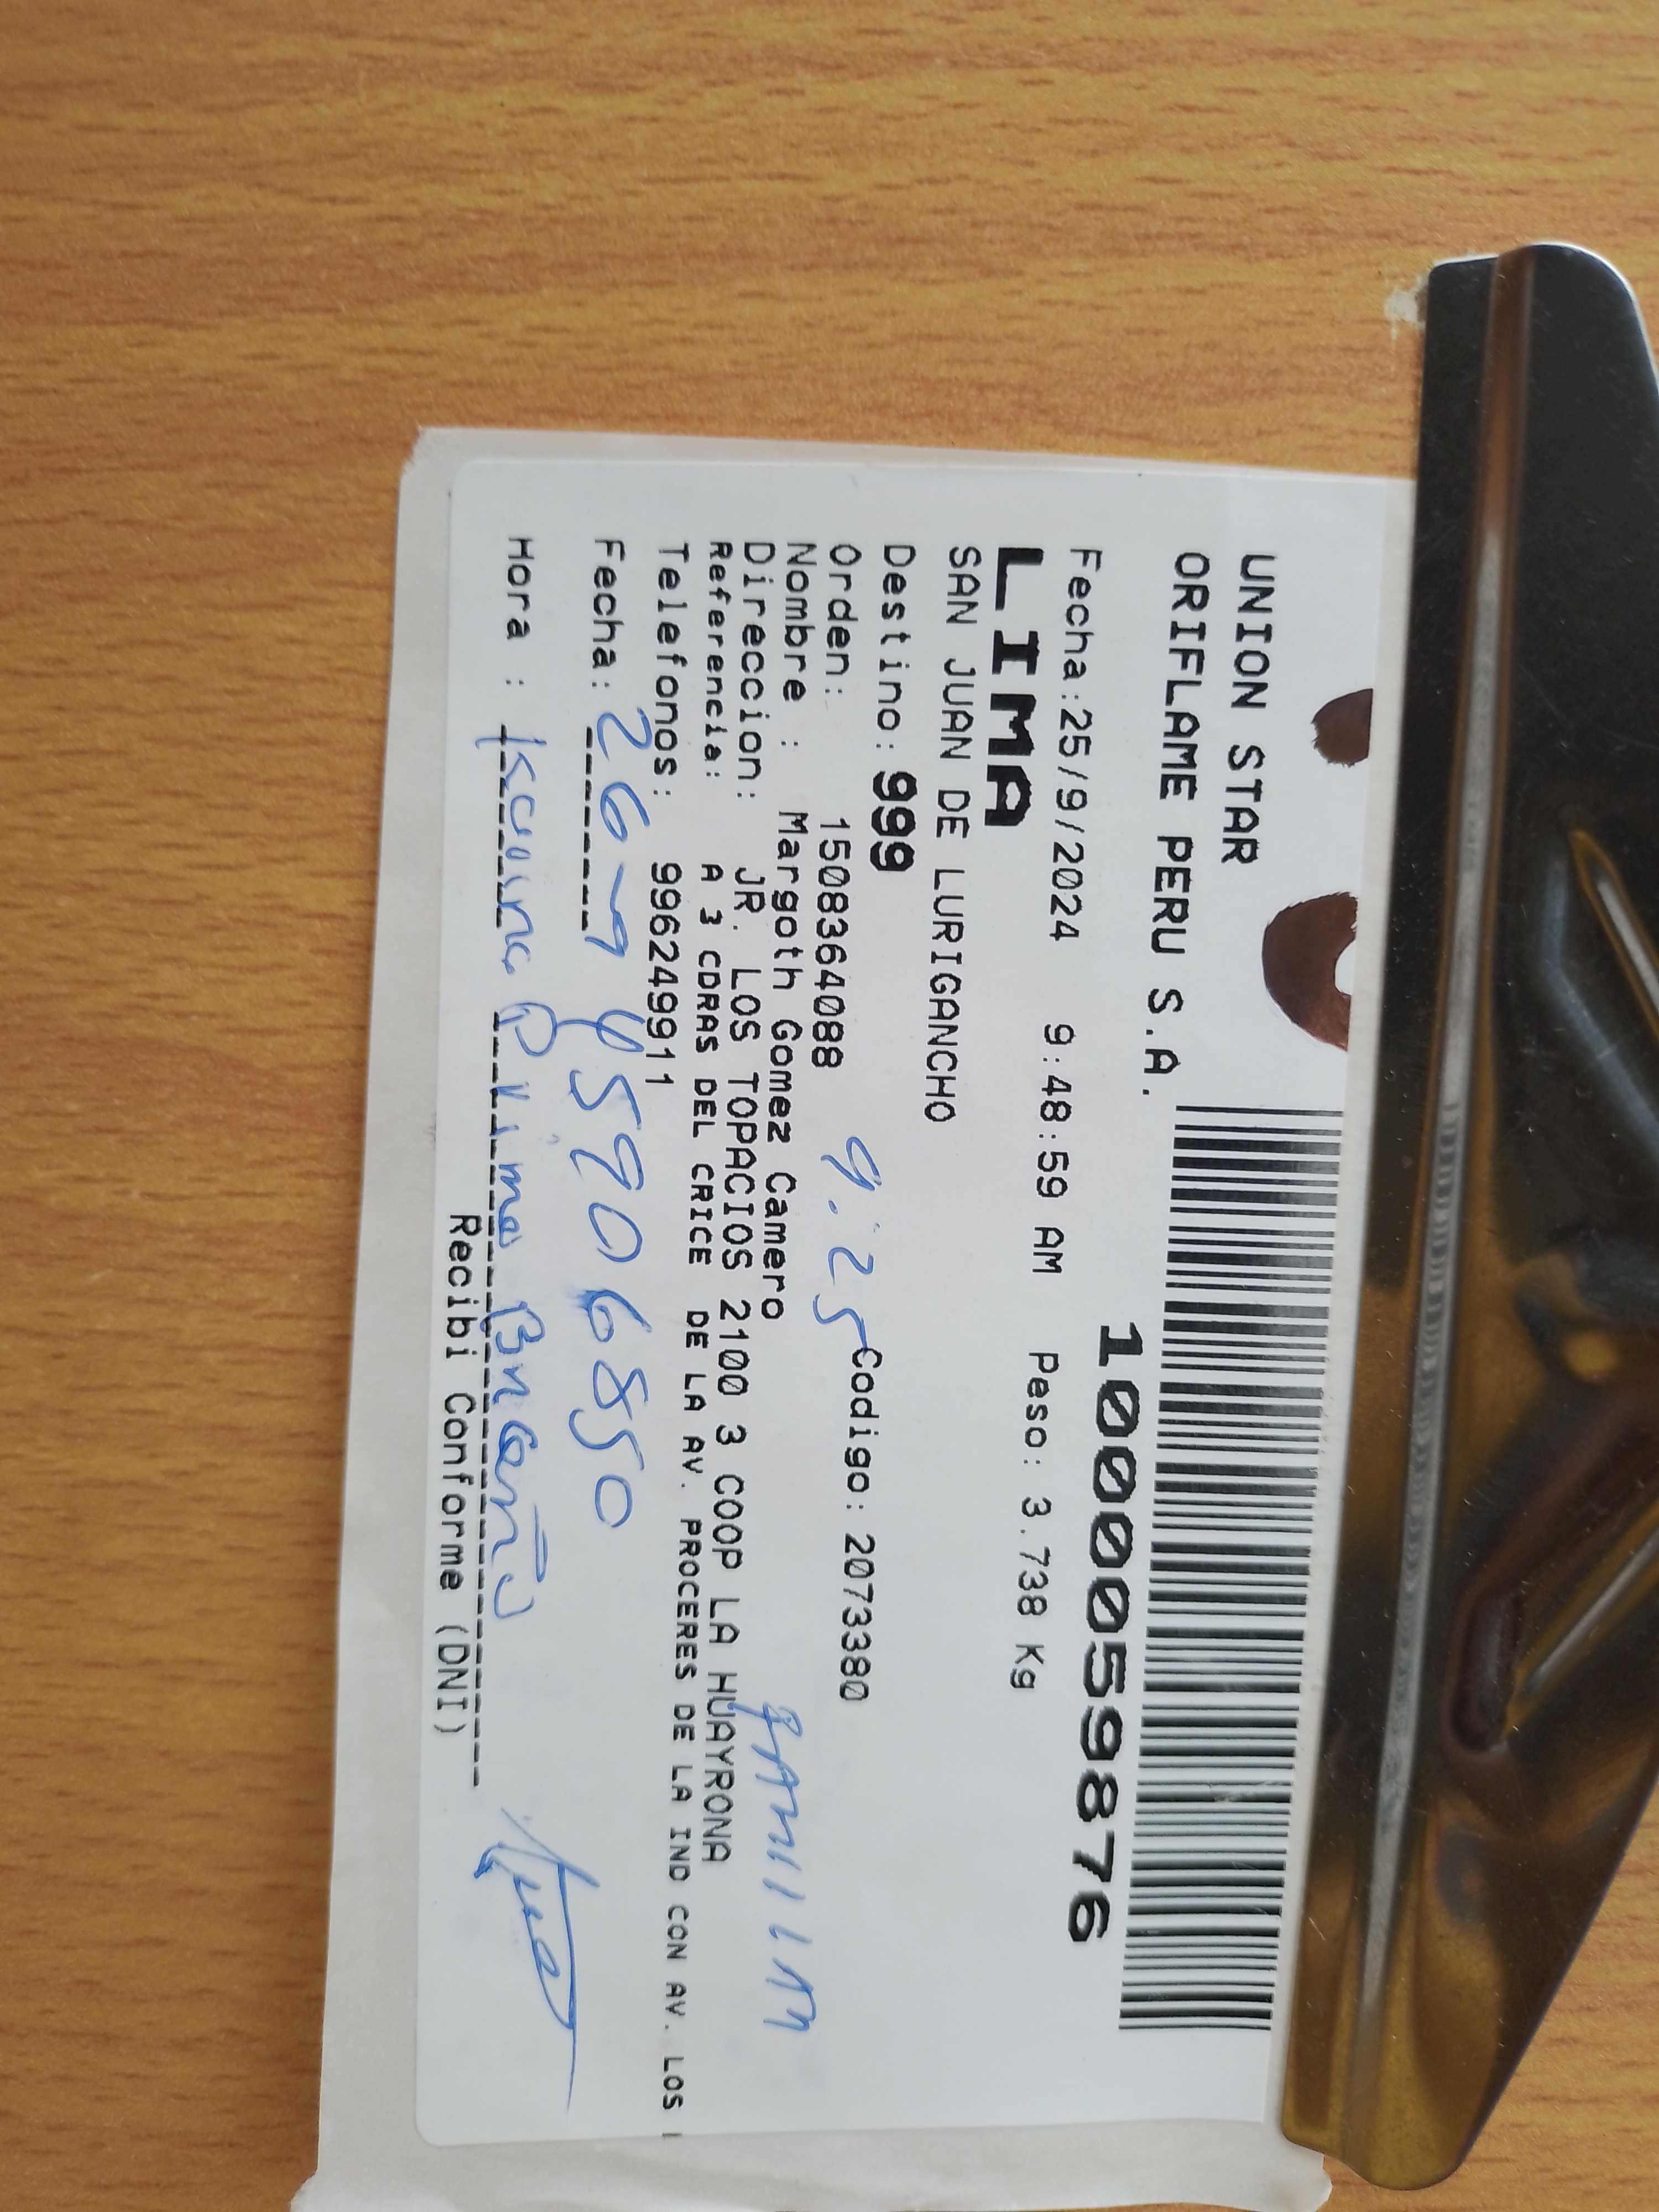 UNION STAR
ORIFLAME PERU S.A.
1000059876
Fecha:25/9/2024 9:48:59 AM Peso: 3.738 Kg
LIMA
SAN JUAN DE LURIGANCHO
Destino: 999
Orden: 1508364088 9:25 Codigo: 2073380
Nombre : Margoth Gomez Camero
Direccion: JR. LOS TOPACIOS 2100 3 COOP LA HUAYRONA
Referencia: A 3 CDRAS DEL CRICE DE LA AV. PROCERES DE LA IND CON AV. LOS
Telefonos: 996249911
Fecha: 26-9 45906850
Hora :
Recibi Conforme (DNI)